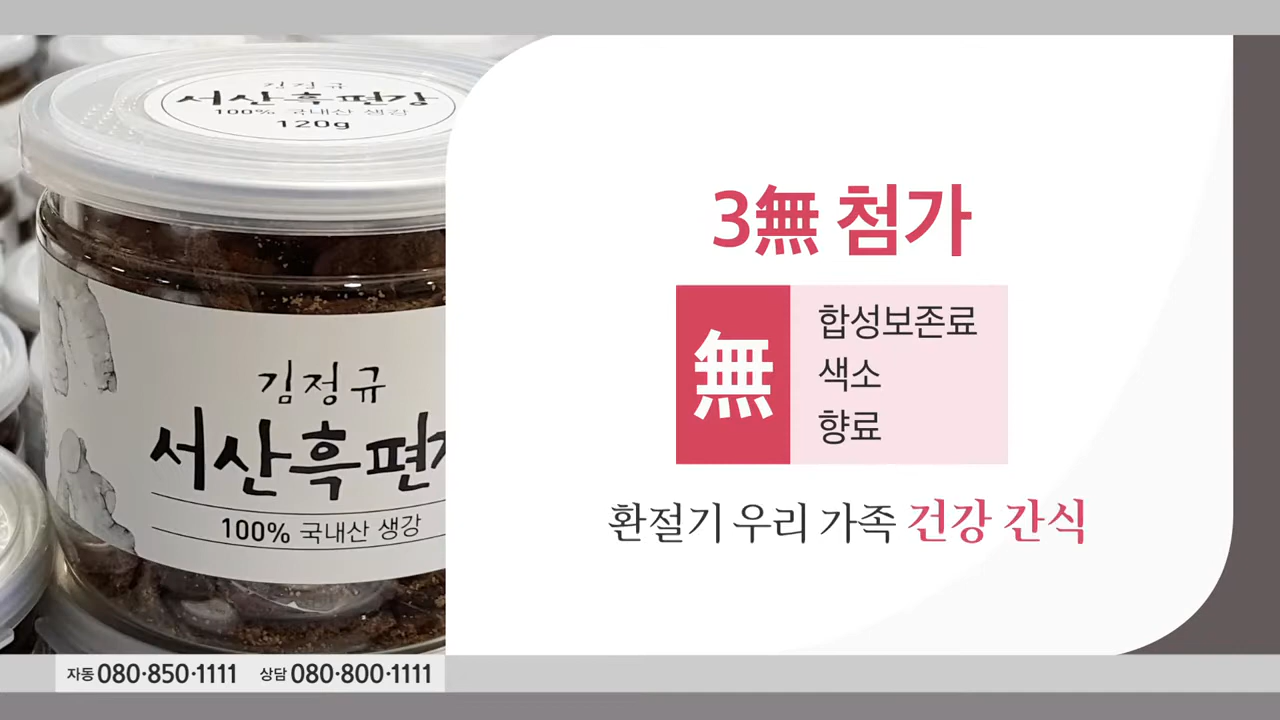 김정규
서산흑편강
100% 국내산 생강
120g
김정규
서산흑편
100% 국내산 생강
3無 첨가
無
합성보존료
색소
향료
환절기 우리 가족 건강 간식
자동 080·850·1111 상담 080·800·1111